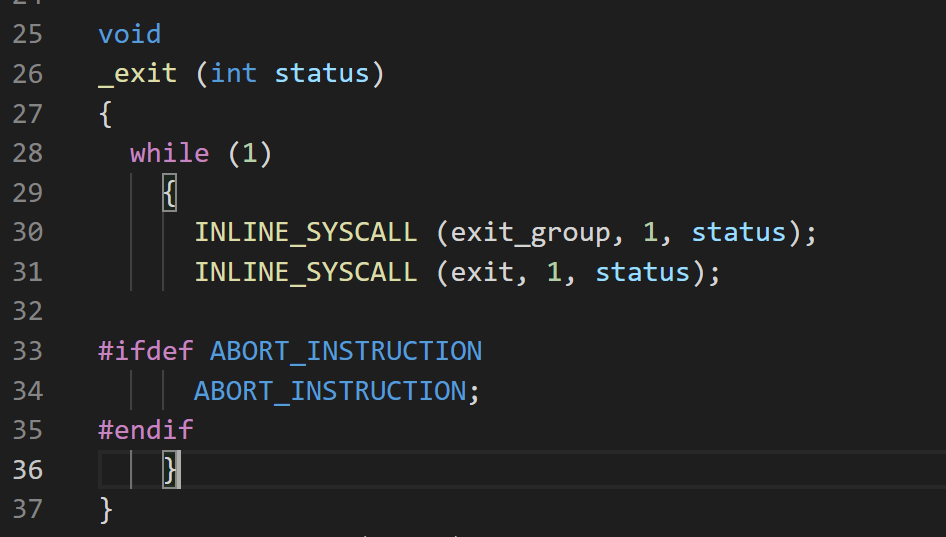 25 void
26 _exit (int status)
27 {
28   while (1)
29     {
30       INLINE_SYSCALL (exit_group, 1, status);
31       INLINE_SYSCALL (exit, 1, status);
32
33 #ifdef ABORT_INSTRUCTION
34       ABORT_INSTRUCTION;
35 #endif
36     }
37 }